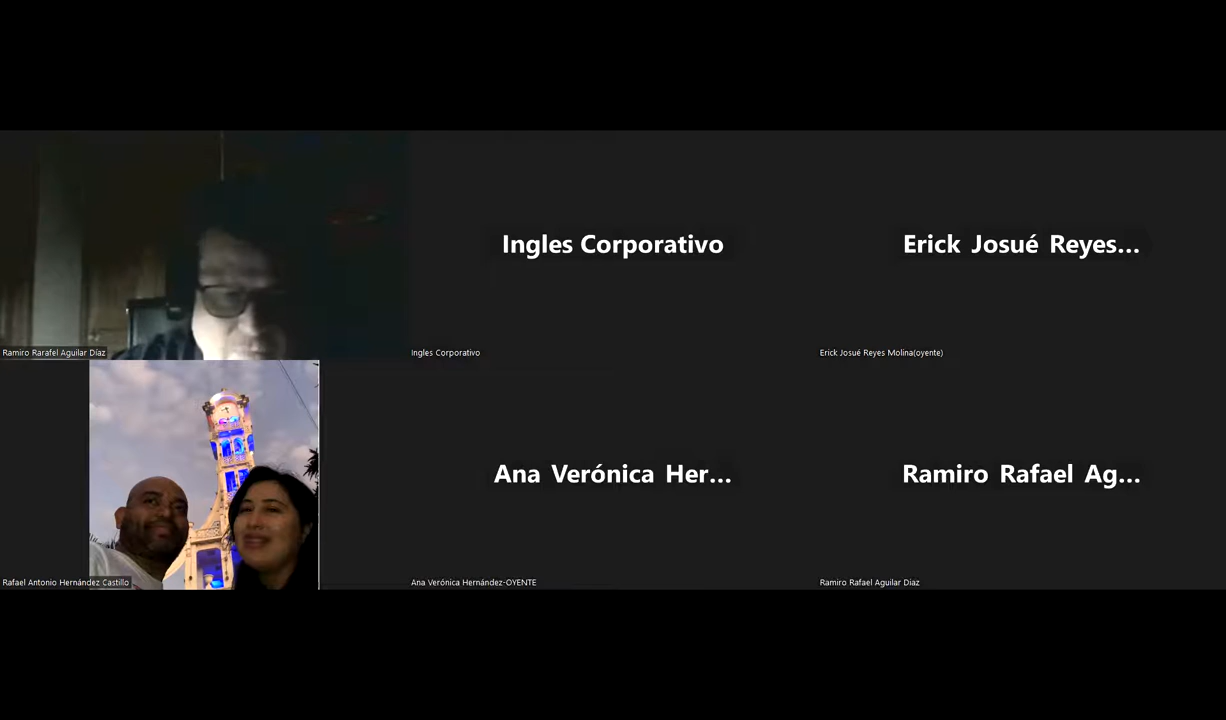 Ramiro Rarafel Aguilar Díaz
Ingles Corporativo
Ingles Corporativo
Erick Josué Reyes...
Erick Josué Reyes Molina(oyente)
Rafael Antonio Hernández Castillo
Ana Verónica Her...
Ana Verónica Hernández-OYENTE
Ramiro Rafael Ag...
Ramiro Rafael Aguilar Diaz